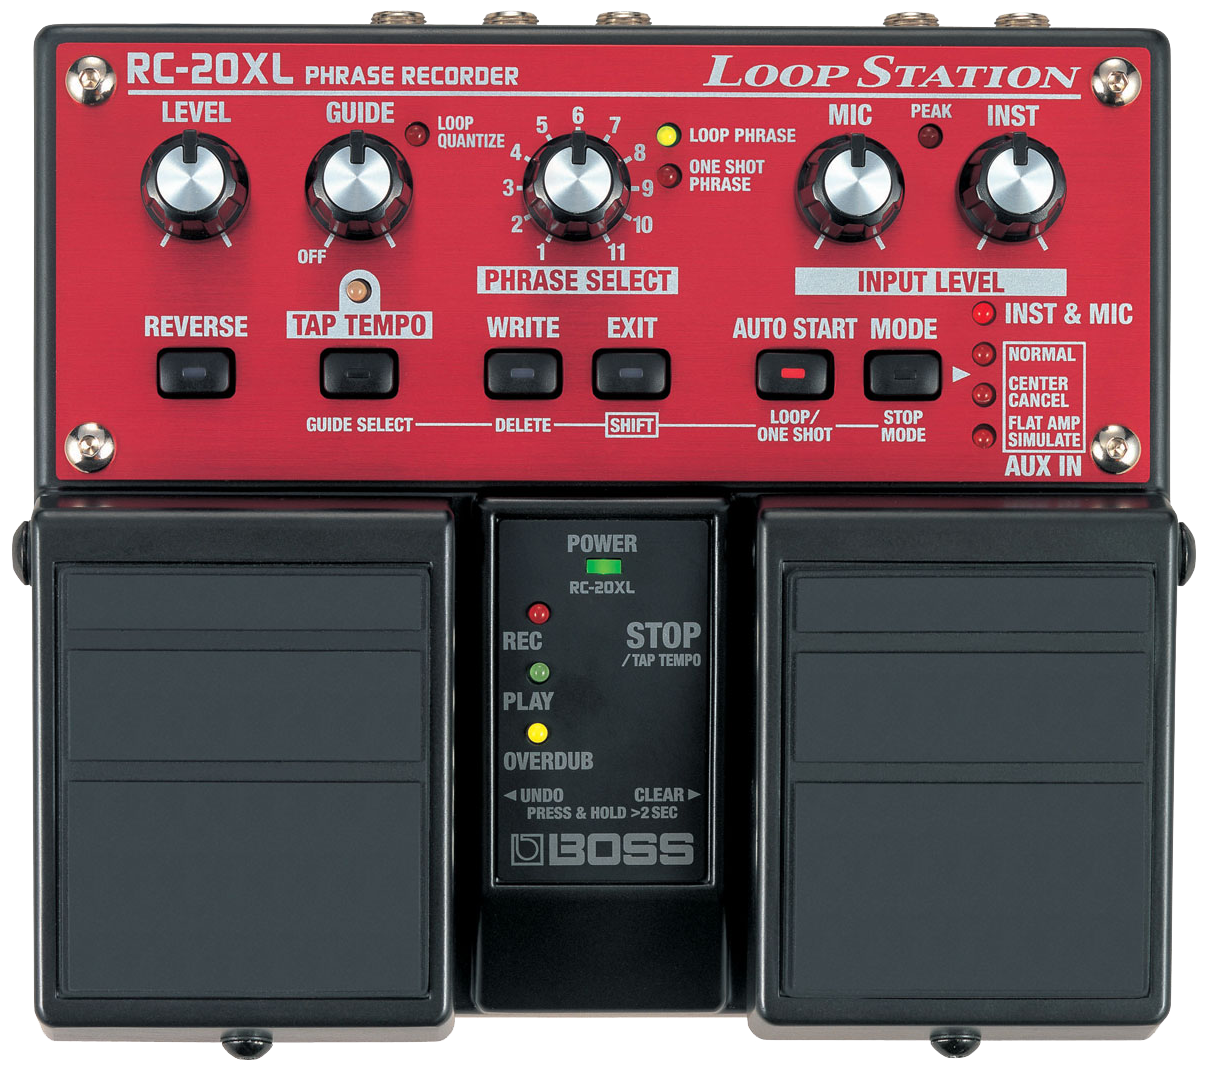 RC-20XL PHRASE RECORDER
LOOP STATION
LEVEL
GUIDE
LOOP
QUANTIZE
OFF
1
2
3
4
5
6
7
8
9
10
11
LOOP PHRASE
ONE SHOT
PHRASE
PHRASE SELECT
MIC
PEAK
INST
INPUT LEVEL
REVERSE
TAP TEMPO
WRITE
EXIT
AUTO START
MODE
GUIDE SELECT
DELETE
SHIFT
LOOP/
ONE SHOT
STOP
MODE
INST & MIC
NORMAL
CENTER
CANCEL
FLAT AMP
SIMULATE
AUX IN
POWER
RC-20XL
REC
STOP
/TAP TEMPO
PLAY
OVERDUB
◀UNDO CLEAR▶
PRESS & HOLD >2 SEC
BOSS